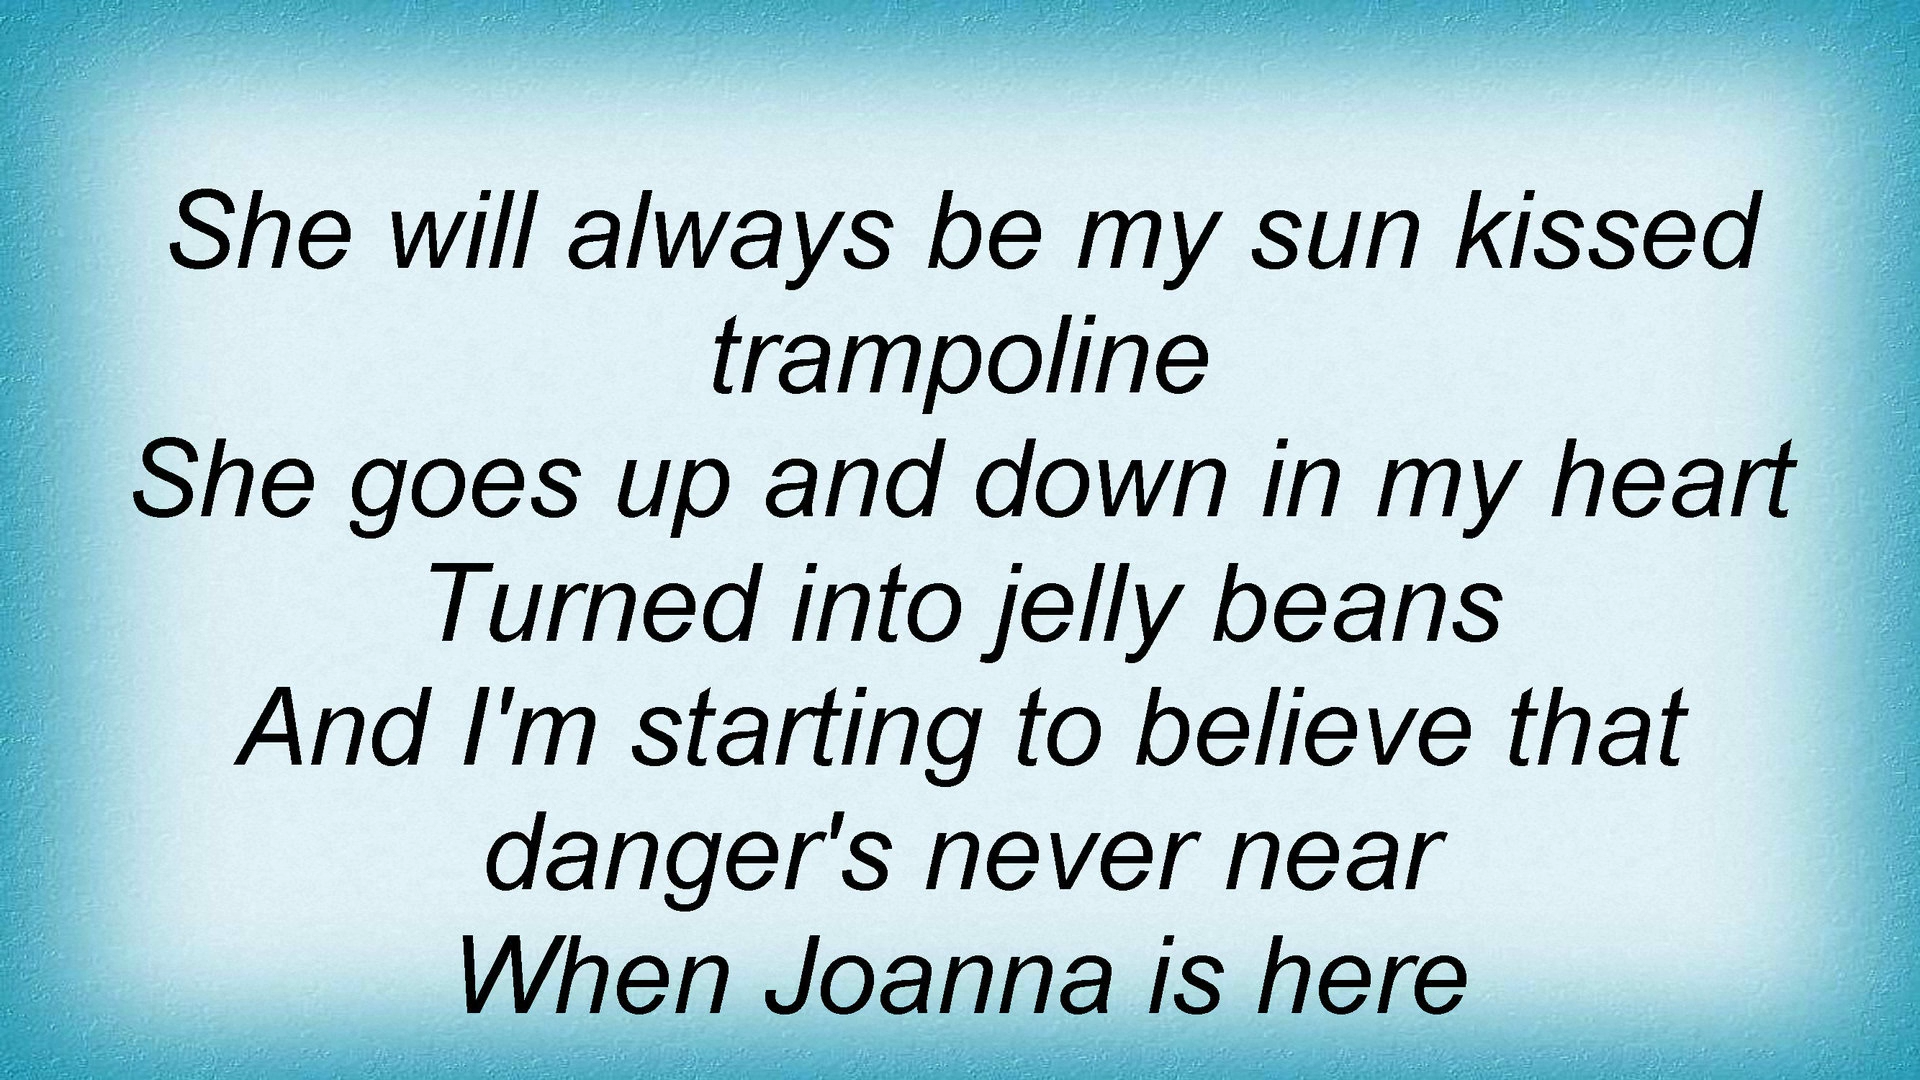 She will always be my sun kissed
trampoline
She goes up and down in my heart
Turned into jelly beans
And I'm starting to believe that
danger's never near
When Joanna is here